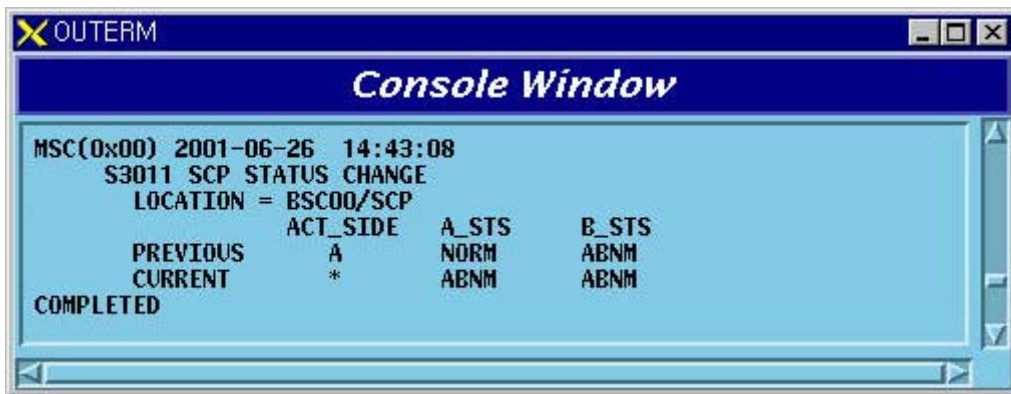 OUTERM
Console Window
MSC(0x00) 2001-06-26 14:43:08
S3011 SCP STATUS CHANGE
LOCATION = BSC00/SCP
ACT_SIDE A_STS B_STS
PREVIOUS A NORM ABNM
CURRENT * ABNM ABNM
COMPLETED